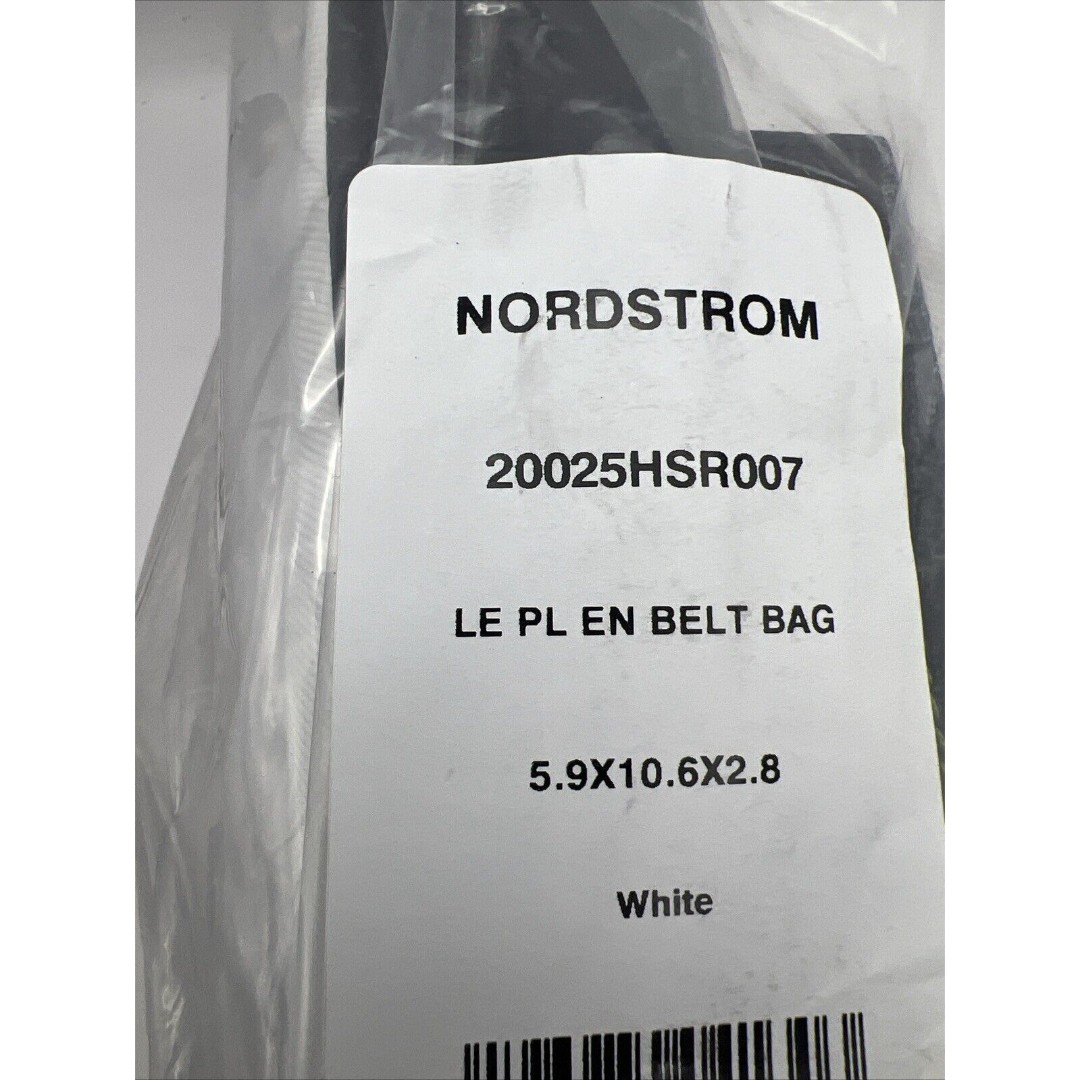 NORDSTROM
20025HSR007
LE PL EN BELT BAG
5.9X10.6X2.8
White